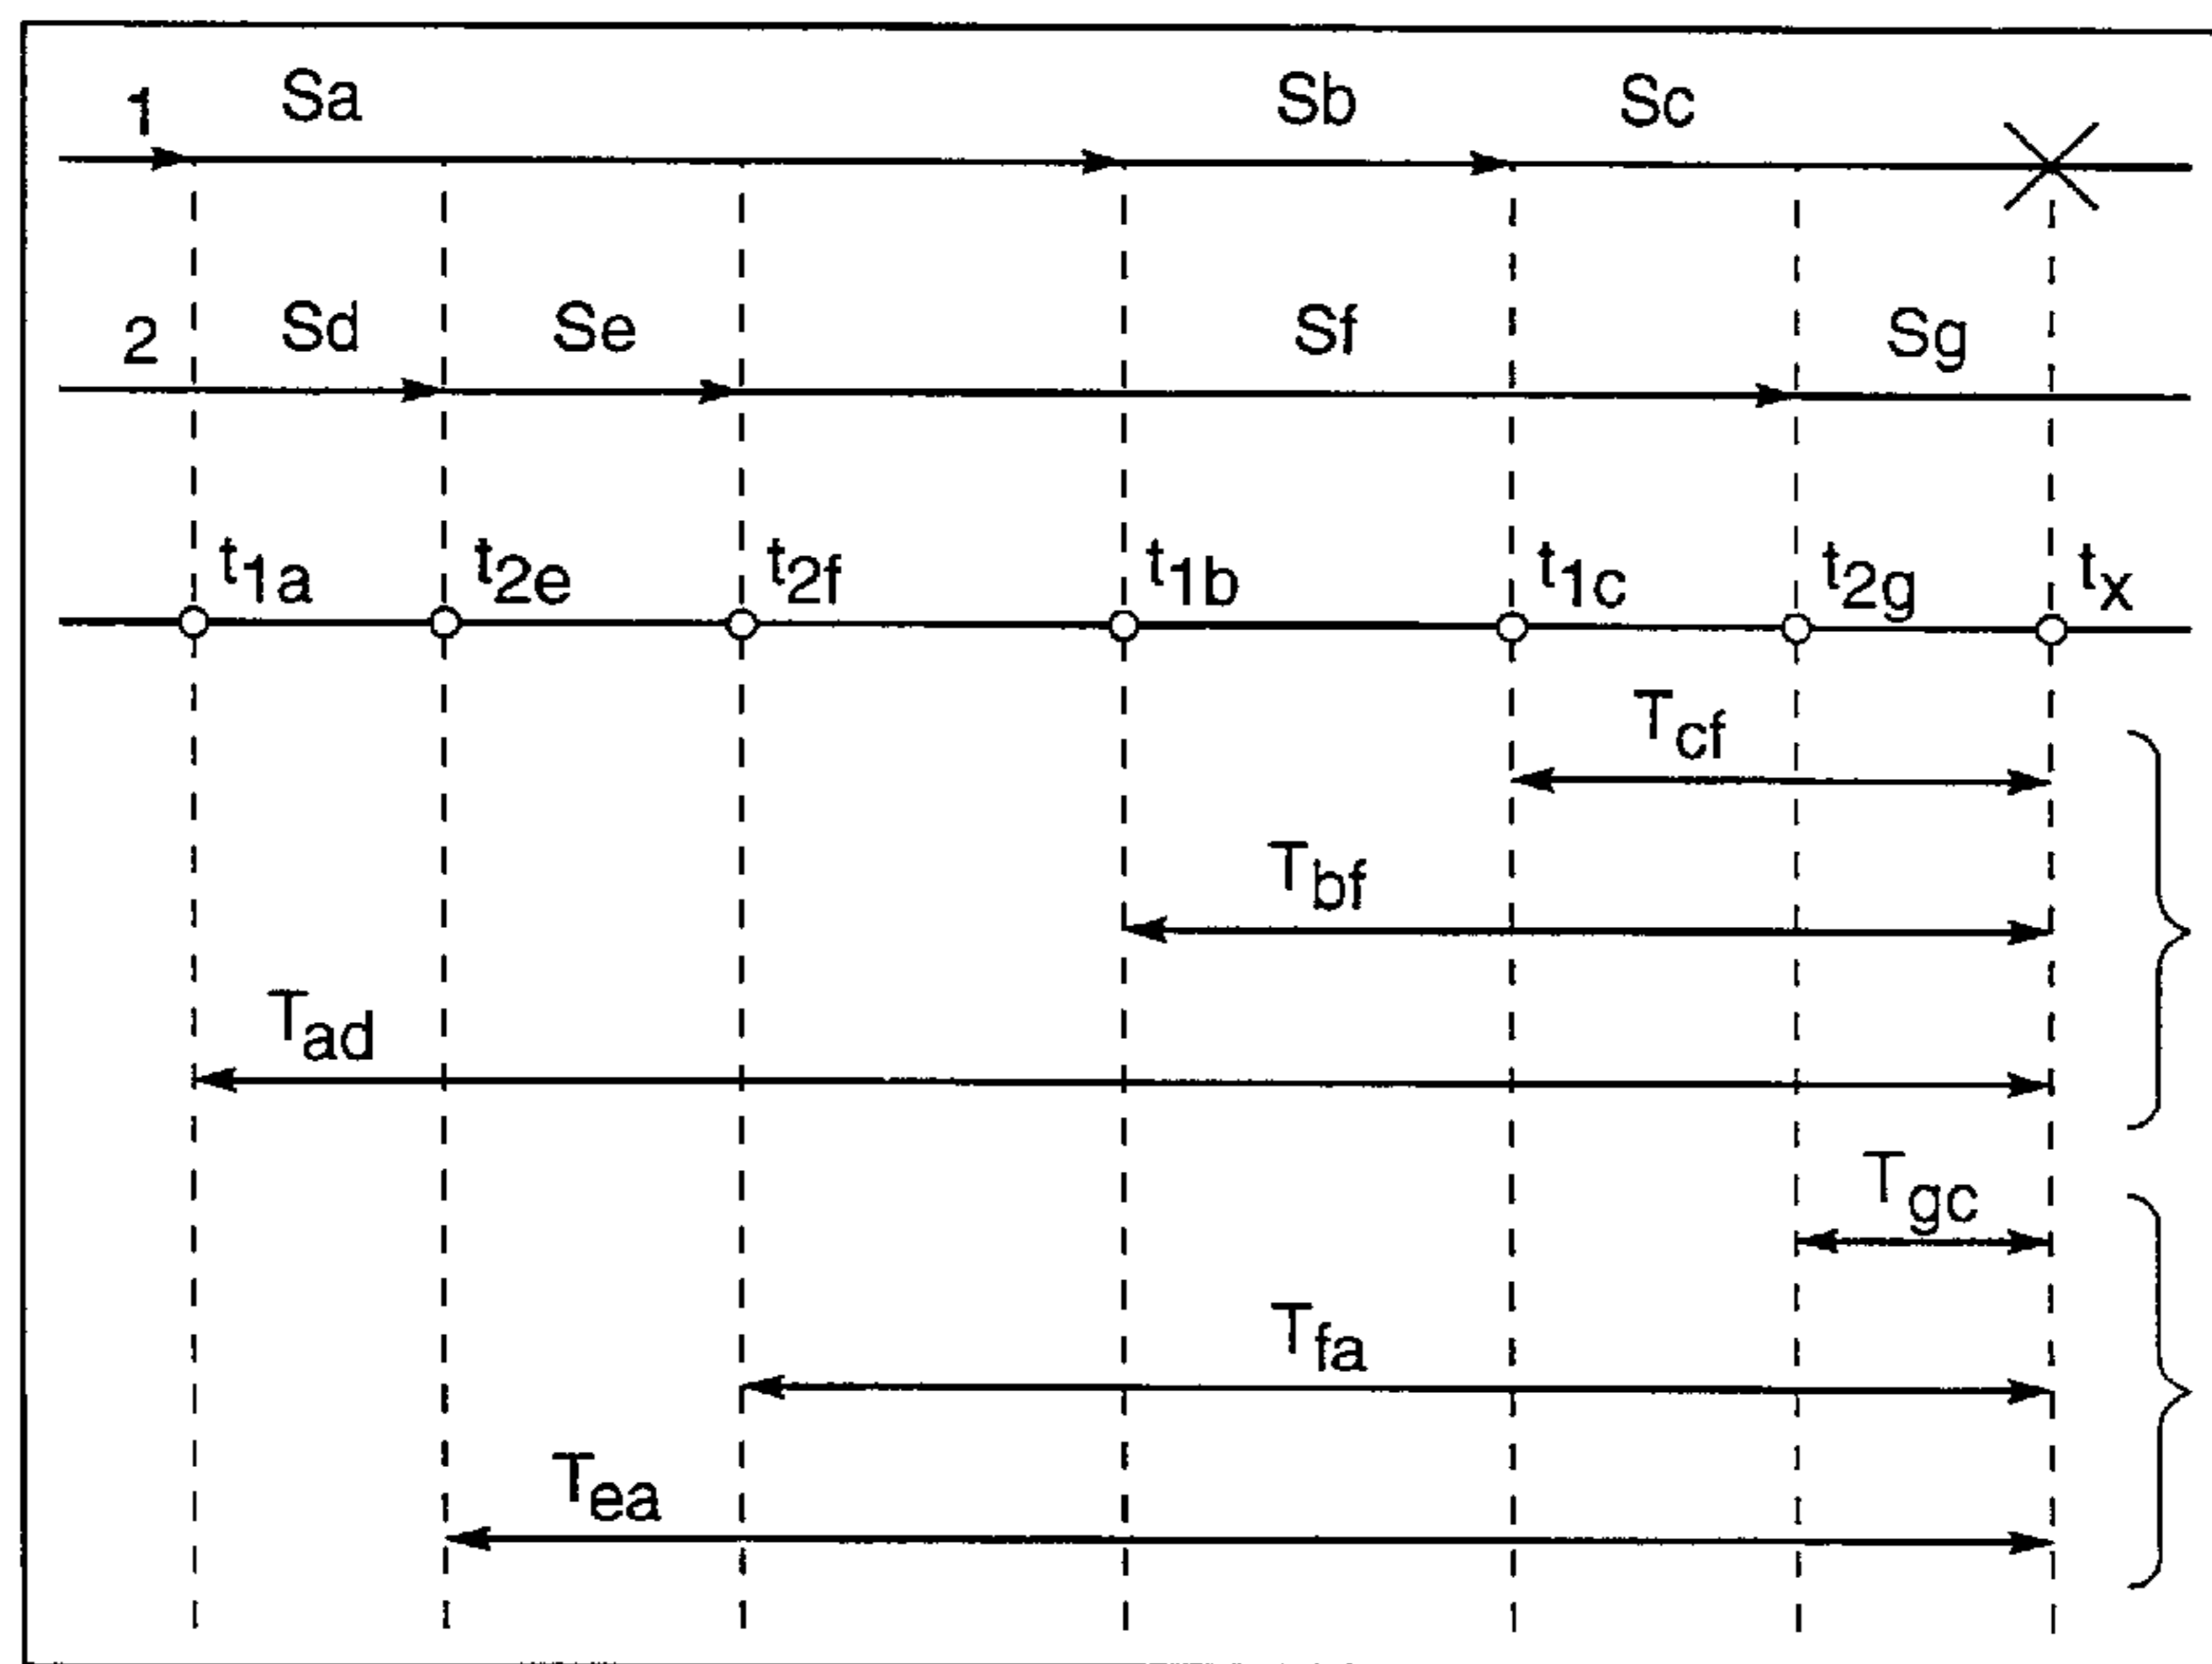 1 Sa Sb Sc
2 Sd Se Sf Sg
t1a t2e t2f t1b t1c t2g tx
Tcf
Tbf
Tad
Tgc
Tfa
Tea